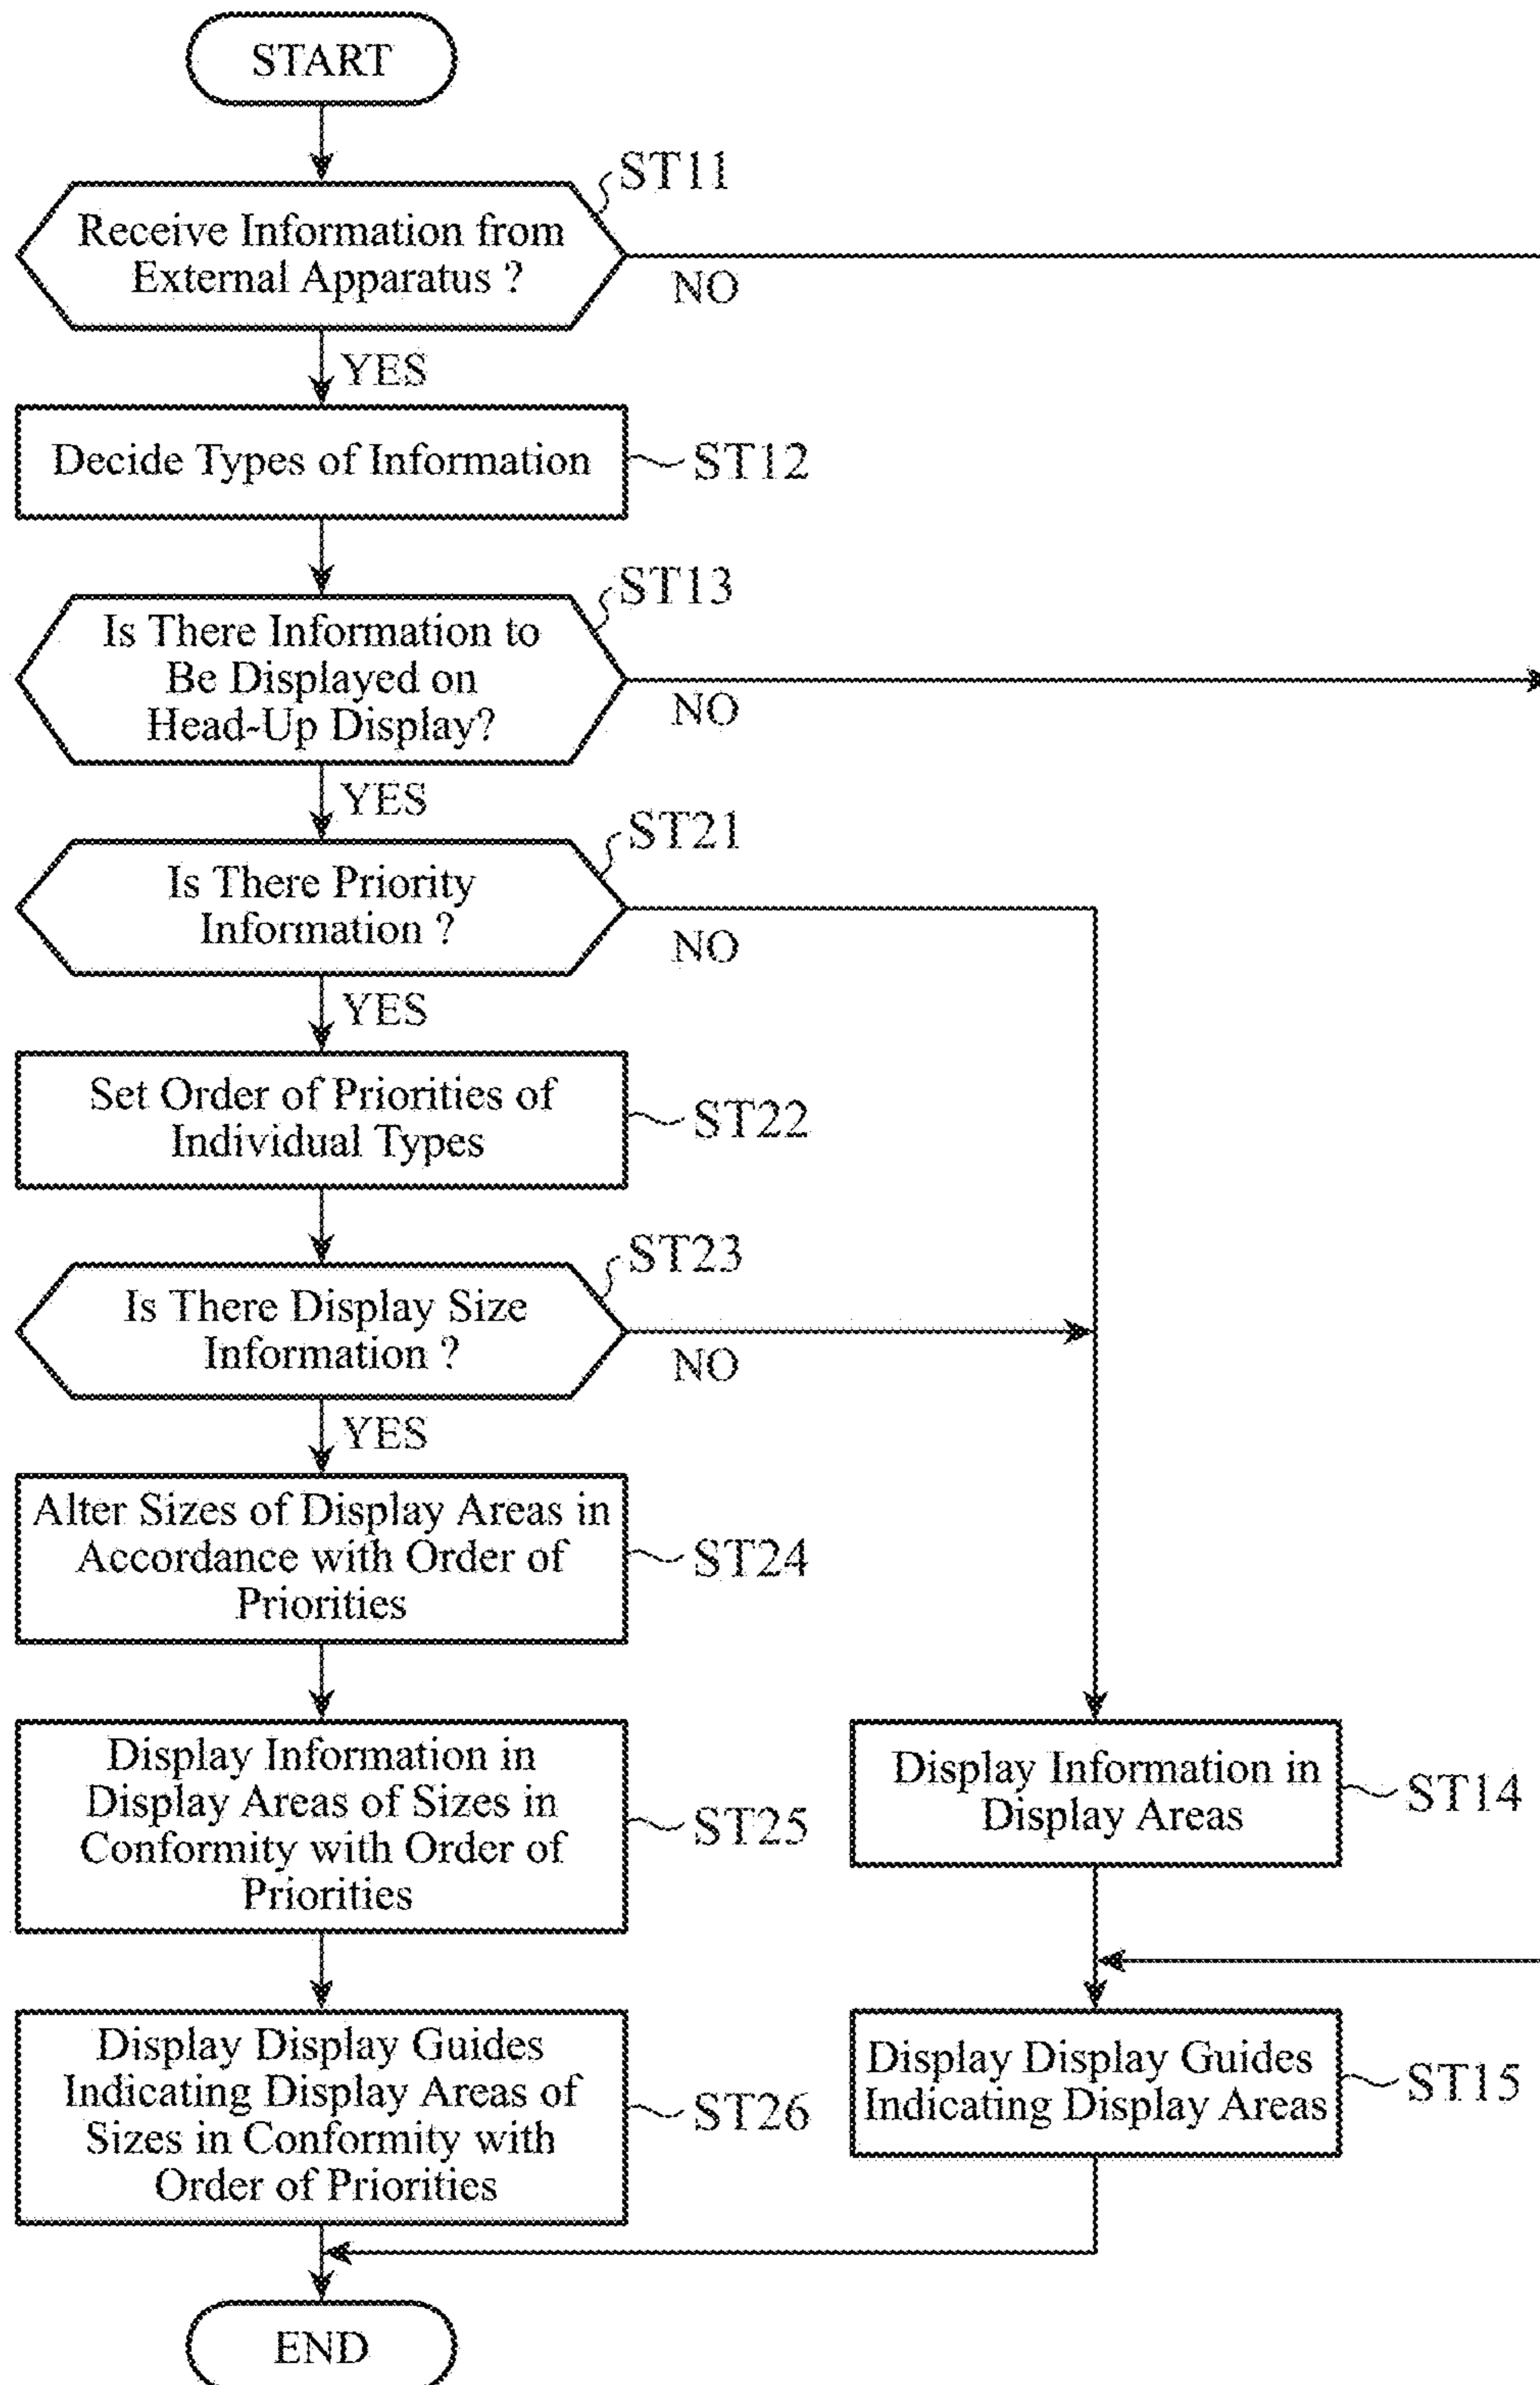 START
ST11
Receive Information from
External Apparatus ?
NO
YES
Decide Types of Information
ST12
ST13
Is There Information to
Be Displayed on
Head-Up Display?
NO
YES
ST21
Is There Priority
Information ?
NO
YES
Set Order of Priorities of
Individual Types
ST22
ST23
Is There Display Size
Information ?
NO
YES
Alter Sizes of Display Areas in
Accordance with Order of
Priorities
ST24
Display Information in
Display Areas of Sizes in
Conformity with Order of
Priorities
ST25
Display Information in
Display Areas
ST14
Display Display Guides
Indicating Display Areas of
Sizes in Conformity with
Order of Priorities
ST26
Display Display Guides
Indicating Display Areas
ST15
END